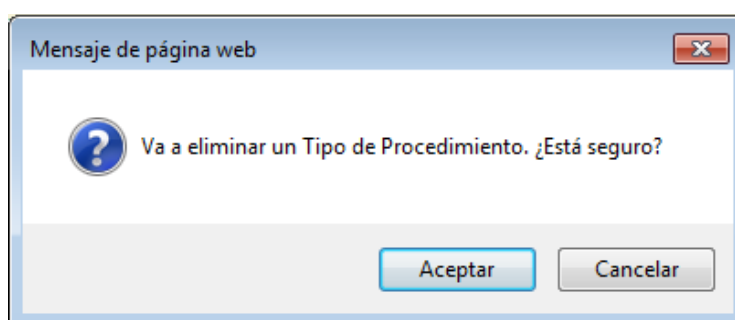 Mensaje de página web
Va a eliminar un Tipo de Procedimiento. ¿Está seguro?
Aceptar
Cancelar